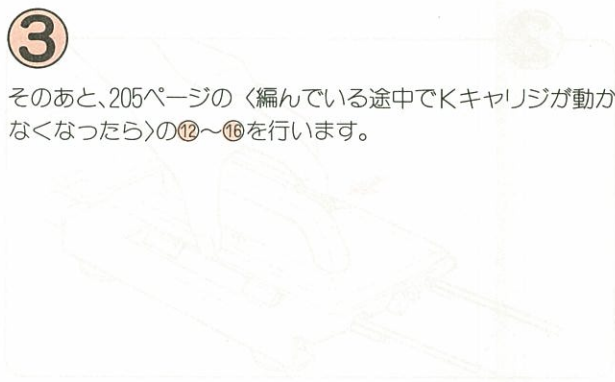 ③
そのあと、205ページの〈編んでいる途中でKキャリジが動か
なくなったら〉の⑫～⑯を行います。